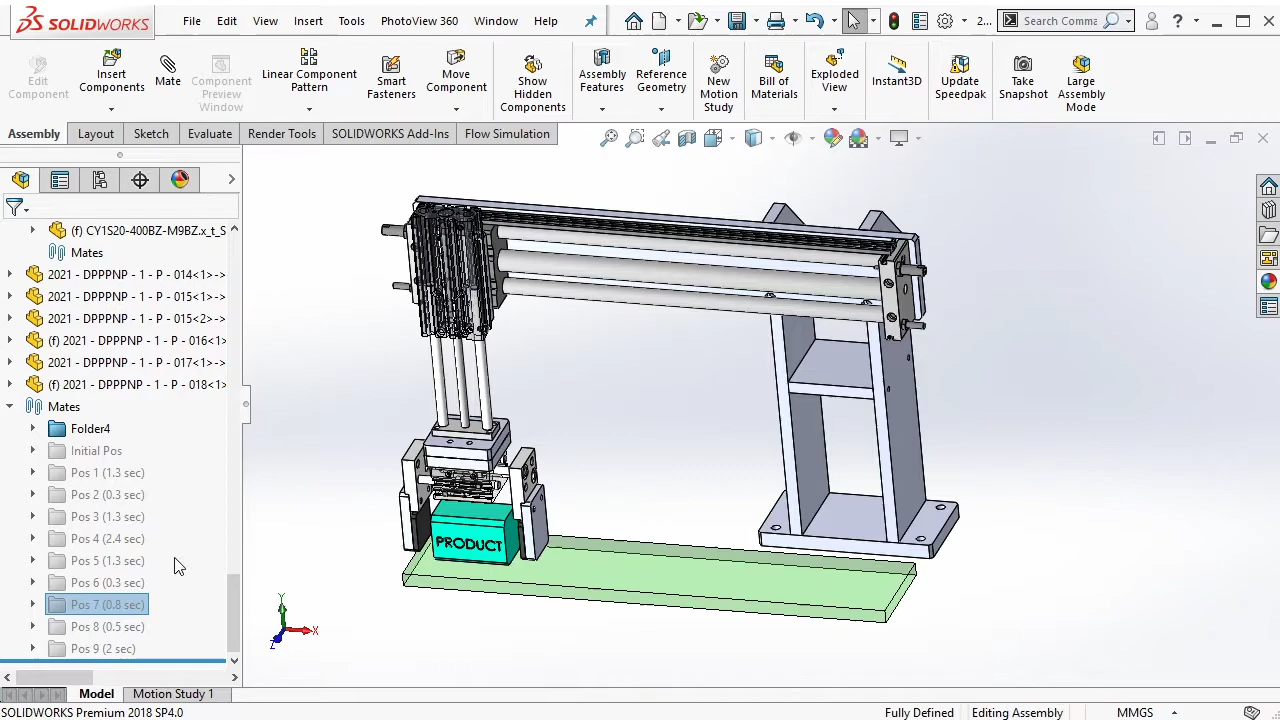 SOLIDWORKS
File Edit View Insert Tools PhotoView 360 Window Help
2... Search Comma
Edit Component
Insert Components
Mate
Component Preview Window
Linear Component Pattern
Smart Fasteners
Move Component
Show Hidden Components
Assembly Features
Reference Geometry
New Motion Study
Bill of Materials
Exploded View
Instant3D
Update Speedpak
Take Snapshot
Large Assembly Mode
Assembly Layout Sketch Evaluate Render Tools SOLIDWORKS Add-Ins Flow Simulation
(f) CY1S20-400BZ-M9BZ.x_t_S
Mates
2021 - DPPPNP - 1 - P - 014<1>->
2021 - DPPPNP - 1 - P - 015<1>->
2021 - DPPPNP - 1 - P - 015<2>->
(f) 2021 - DPPPNP - 1 - P - 016<1>
2021 - DPPPNP - 1 - P - 017<1>->
(f) 2021 - DPPPNP - 1 - P - 018<1>
Mates
Folder4
Initial Pos
Pos 1 (1.3 sec)
Pos 2 (0.3 sec)
Pos 3 (1.3 sec)
Pos 4 (2.4 sec)
Pos 5 (1.3 sec)
Pos 6 (0.3 sec)
Pos 7 (0.8 sec)
Pos 8 (0.5 sec)
Pos 9 (2 sec)
PRODUCT
Y
X
Z
Model Motion Study 1
SOLIDWORKS Premium 2018 SP4.0 Fully Defined Editing Assembly MMGS